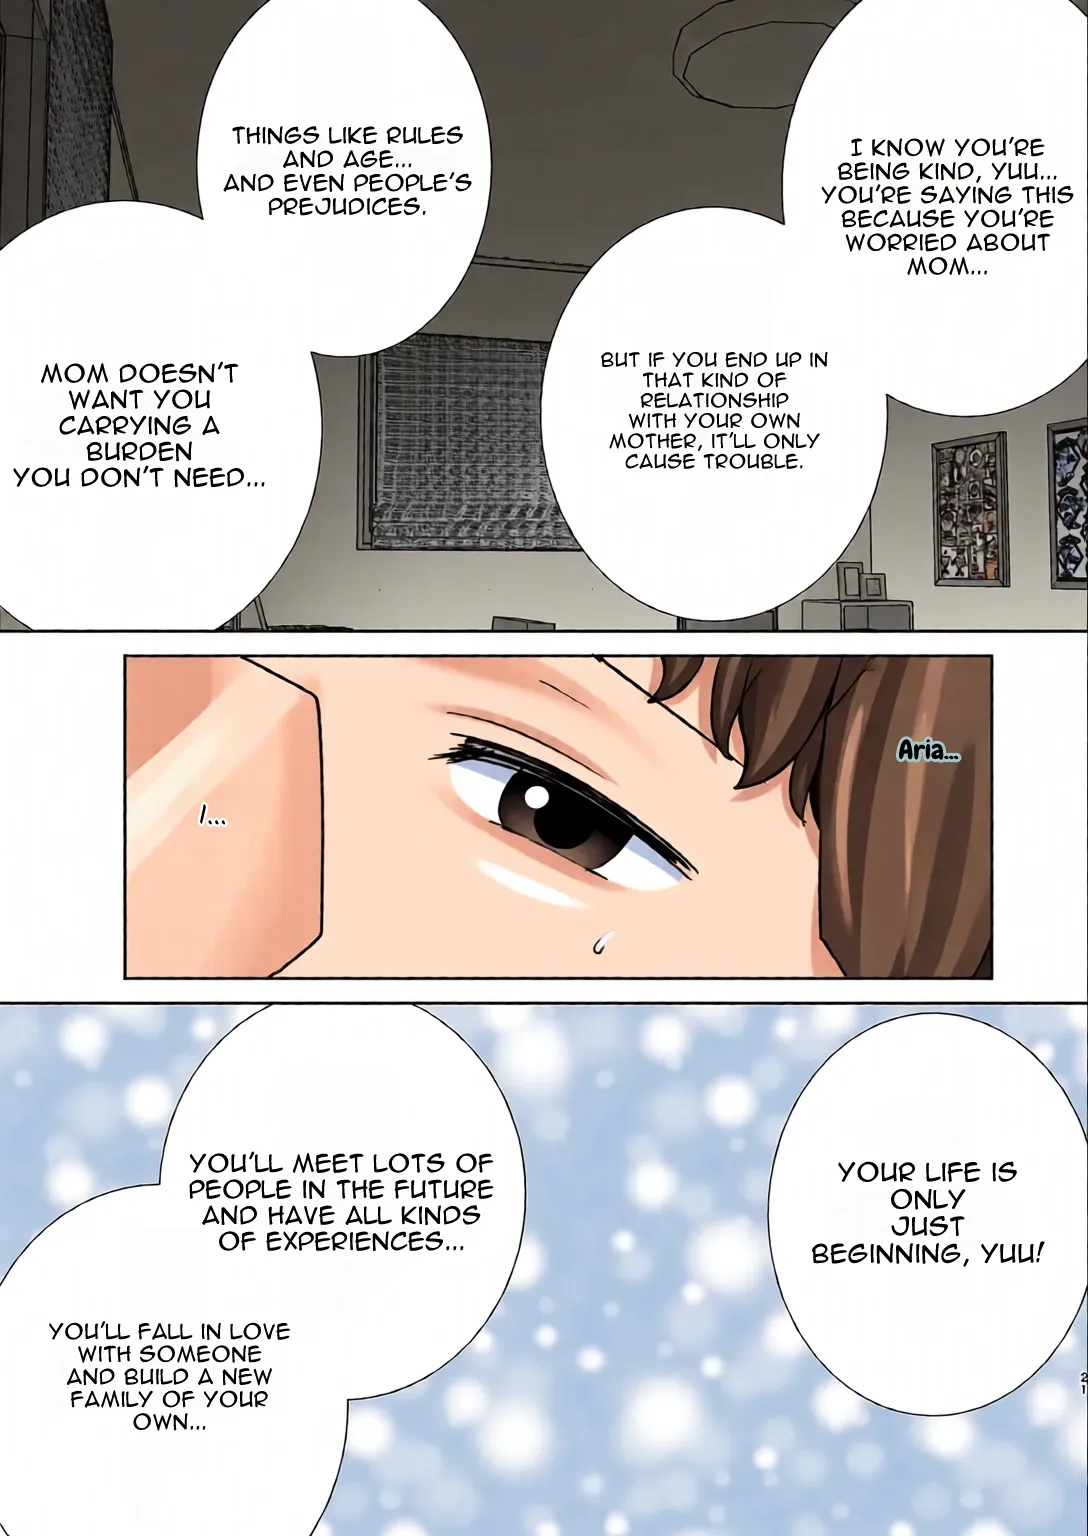 I KNOW YOU'RE
BEING KIND, YUU...
YOU'RE SAYING THIS
BECAUSE YOU'RE
WORRIED ABOUT
MOM...
BUT IF YOU END UP IN
THAT KIND OF
RELATIONSHIP
WITH YOUR OWN
MOTHER, IT'LL ONLY
CAUSE TROUBLE.
THINGS LIKE RULES
AND AGE...
AND EVEN PEOPLE'S
PREJUDICES.
MOM DOESN'T
WANT YOU
CARRYING A
BURDEN
YOU DON'T NEED...
Aria...
I...
YOUR LIFE IS
ONLY
JUST
BEGINNING, YUU!
YOU'LL MEET LOTS OF
PEOPLE IN THE FUTURE
AND HAVE ALL KINDS
OF EXPERIENCES...
YOU'LL FALL IN LOVE
WITH SOMEONE
AND BUILD A NEW
FAMILY OF YOUR
OWN...
21